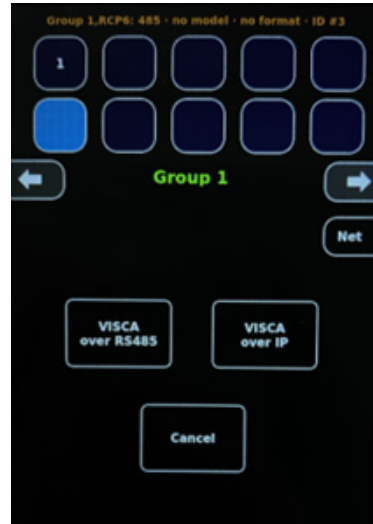 Group 1,RCP6: 485 · no model · no format · ID #3
1
Group 1
Net
VISCA
over RS485
VISCA
over IP
Cancel